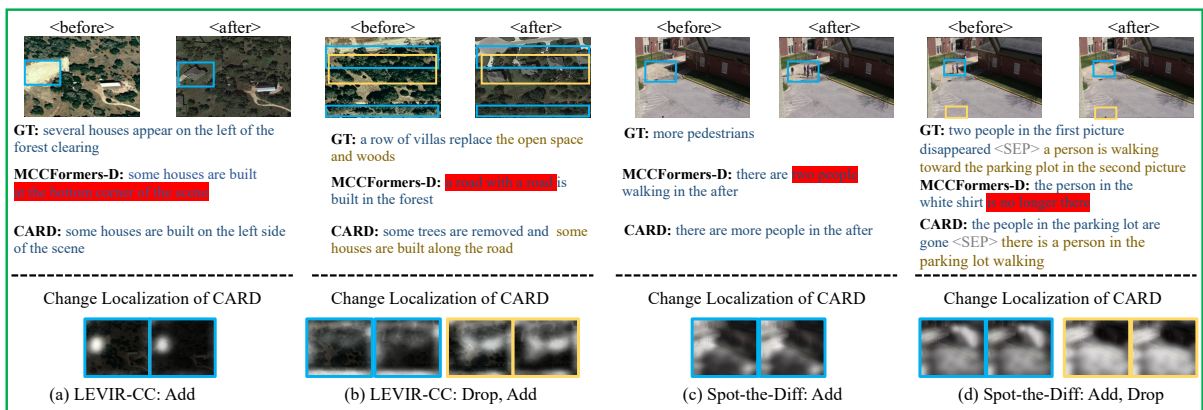 <before>
<after>
GT: several houses appear on the left of the
forest clearing
MCCFormers-D: some houses are built
at the bottom corner of the scene
CARD: some houses are built on the left side
of the scene
Change Localization of CARD
(a) LEVIR-CC: Add
<before>
<after>
GT: a row of villas replace the open space
and woods
MCCFormers-D: a road with a road is
built in the forest
CARD: some trees are removed and some
houses are built along the road
Change Localization of CARD
(b) LEVIR-CC: Drop, Add
<before>
<after>
GT: more pedestrians
MCCFormers-D: there are two people
walking in the after
CARD: there are more people in the after
Change Localization of CARD
(c) Spot-the-Diff: Add
<before>
<after>
GT: two people in the first picture
disappeared <SEP> a person is walking
toward the parking plot in the second picture
MCCFormers-D: the person in the
white shirt is no longer there
CARD: the people in the parking lot are
gone <SEP> there is a person in the
parking lot walking
Change Localization of CARD
(d) Spot-the-Diff: Add, Drop